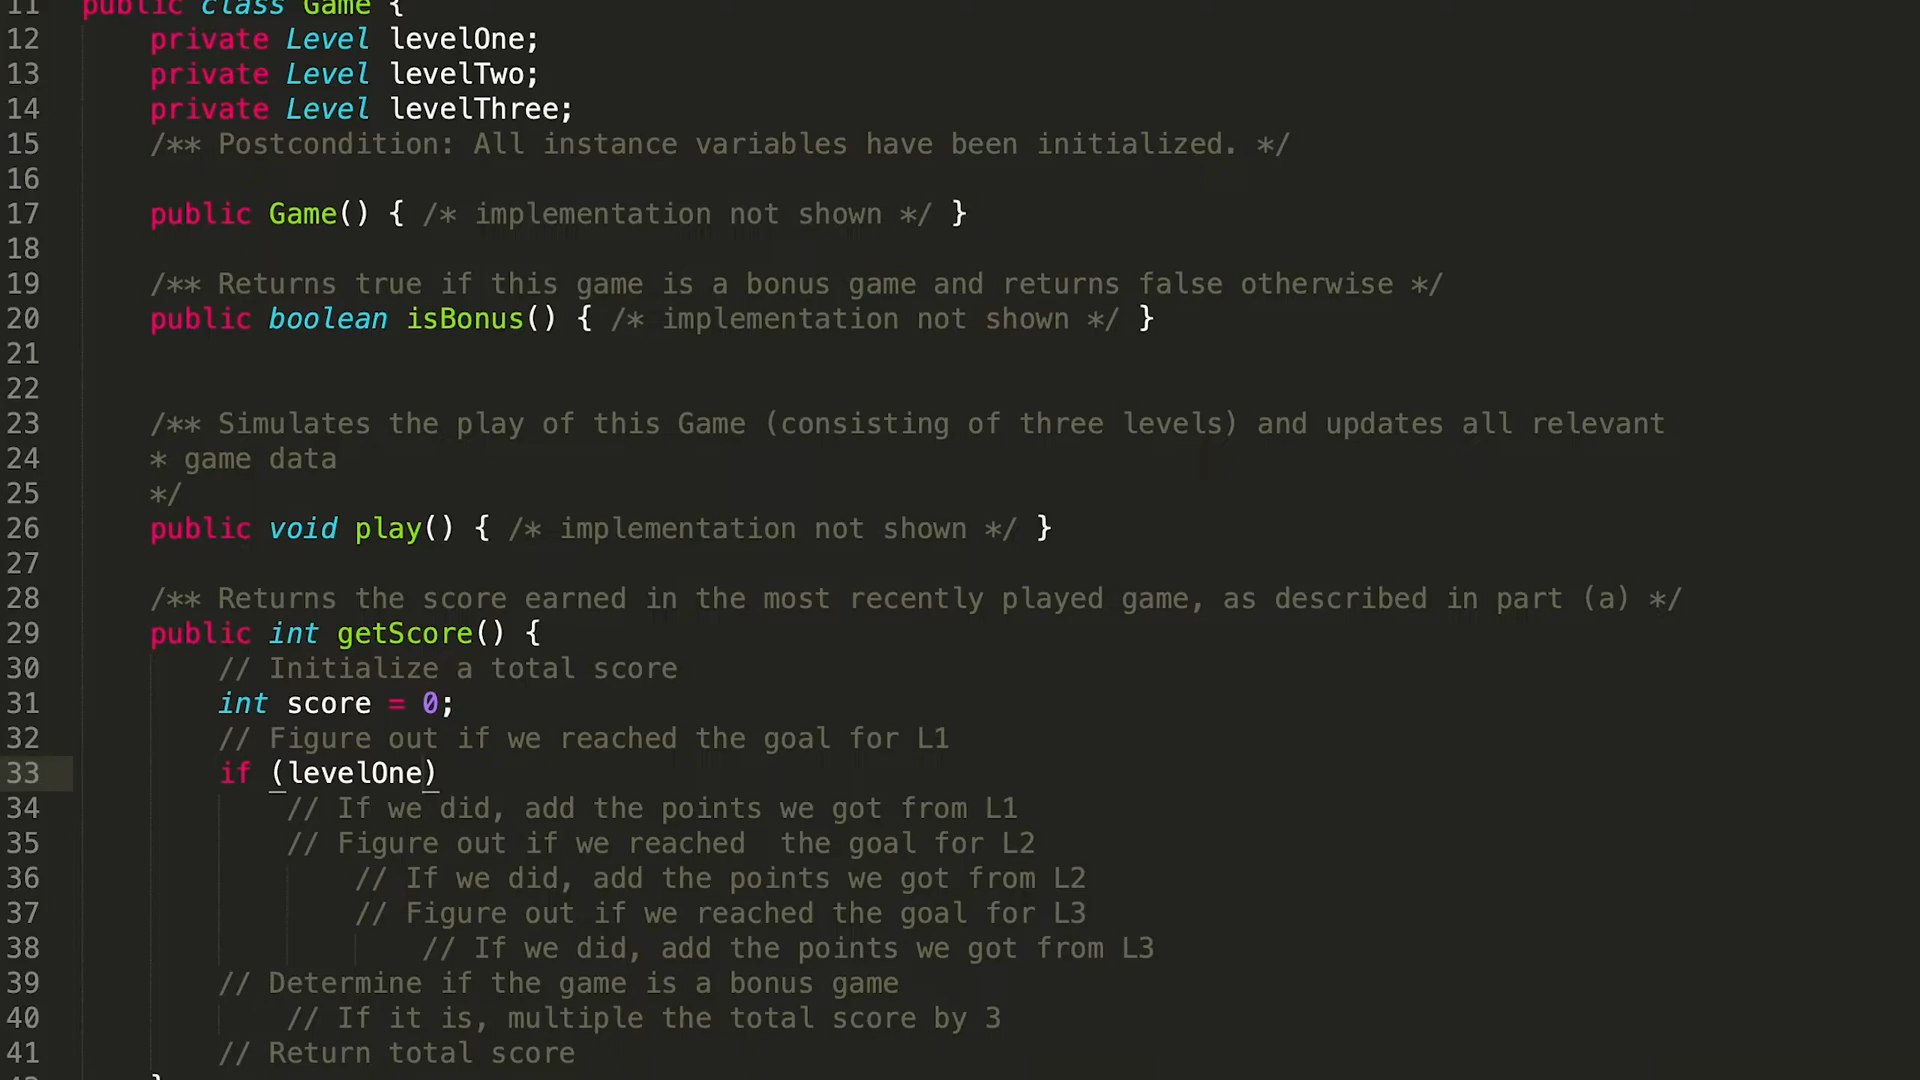 11 public class Game {
12 private Level levelOne;
13 private Level levelTwo;
14 private Level levelThree;
15 /** Postcondition: All instance variables have been initialized. */
16
17 public Game() { /* implementation not shown */ }
18
19 /** Returns true if this game is a bonus game and returns false otherwise */
20 public boolean isBonus() { /* implementation not shown */ }
21
22
23 /** Simulates the play of this Game (consisting of three levels) and updates all relevant
24 * game data
25 */
26 public void play() { /* implementation not shown */ }
27
28 /** Returns the score earned in the most recently played game, as described in part (a) */
29 public int getScore() {
30 // Initialize a total score
31 int score = 0;
32 // Figure out if we reached the goal for L1
33 if (levelOne)
34 // If we did, add the points we got from L1
35 // Figure out if we reached  the goal for L2
36 // If we did, add the points we got from L2
37 // Figure out if we reached the goal for L3
38 // If we did, add the points we got from L3
39 // Determine if the game is a bonus game
40 // If it is, multiple the total score by 3
41 // Return total score